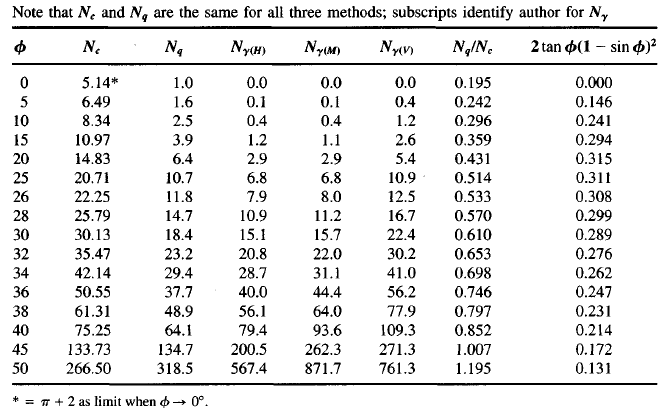 Note that N_c and N_q are the same for all three methods; subscripts identify author for N_γ
ϕ N_c N_q N_γ(H) N_γ(M) N_γ(V) N_q/N_c 2 tan ϕ(1 − sin ϕ)²
0 5.14* 1.0 0.0 0.0 0.0 0.195 0.000
5 6.49 1.6 0.1 0.1 0.4 0.242 0.146
10 8.34 2.5 0.4 0.4 1.2 0.296 0.241
15 10.97 3.9 1.2 1.1 2.6 0.359 0.294
20 14.83 6.4 2.9 2.9 5.4 0.431 0.315
25 20.71 10.7 6.8 6.8 10.9 0.514 0.311
26 22.25 11.8 7.9 8.0 12.5 0.533 0.308
28 25.79 14.7 10.9 11.2 16.7 0.570 0.299
30 30.13 18.4 15.1 15.7 22.4 0.610 0.289
32 35.47 23.2 20.8 22.0 30.2 0.653 0.276
34 42.14 29.4 28.7 31.1 41.0 0.698 0.262
36 50.55 37.7 40.0 44.4 56.2 0.746 0.247
38 61.31 48.9 56.1 64.0 77.9 0.797 0.231
40 75.25 64.1 79.4 93.6 109.3 0.852 0.214
45 133.73 134.7 200.5 262.3 271.3 1.007 0.172
50 266.50 318.5 567.4 871.7 761.3 1.195 0.131
* = π + 2 as limit when ϕ → 0°.